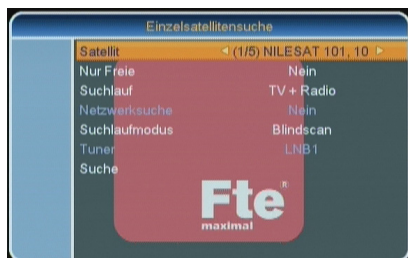 Einzelsatellitensuche
Satellit (1/5) NILESAT 101, 10
Nur Freie Nein
Suchlauf TV + Radio
Netzwerksuche Nein
Suchlaufmodus Blindscan
Tuner LNB1
Suche
Fte®
maximal